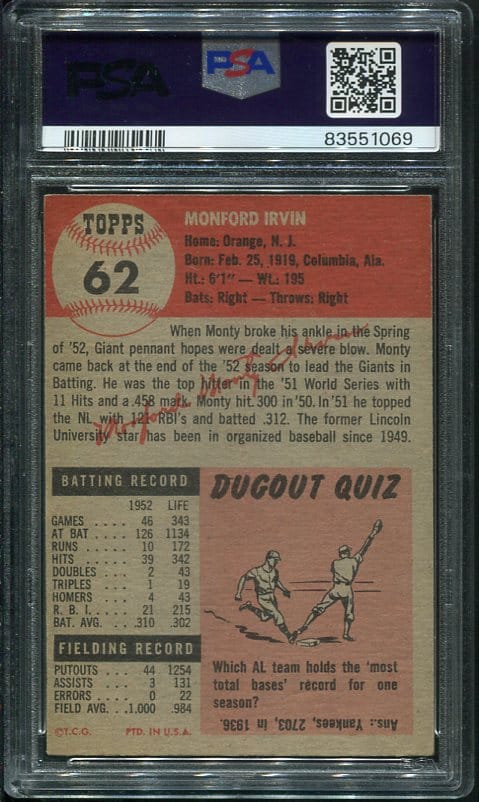 PSA
PSA
83551069
TOPPS
62
MONFORD IRVIN
Home: Orange, N. J.
Born: Feb. 25, 1919, Columbia, Ala.
Ht.: 6'1" — Wt.: 195
Bats: Right — Throws: Right
When Monty broke his ankle in the Spring
of '52, Giant pennant hopes were dealt a severe blow. Monty
came back at the end of the '52 season to lead the Giants in
Batting. He was the top hitter in the '51 World Series with
11 Hits and a .458 mark. Monty hit .300 in '50. In '51 he topped
the NL with 121 RBI's and batted .312. The former Lincoln
University star has been in organized baseball since 1949.
Monford Monty Irvin
BATTING RECORD
1952 LIFE
GAMES .... 46 343
AT BAT .... 126 1134
RUNS .... 10 172
HITS .... 39 342
DOUBLES ... 2 43
TRIPLES ... 1 19
HOMERS ... 4 43
R. B. I. .... 21 215
BAT. AVG. .. .310 .302
FIELDING RECORD
PUTOUTS ... 44 1254
ASSISTS ... 3 131
ERRORS ... 0 22
FIELD AVG. .. 1.000 .984
©T.C.G. PTD. IN U.S.A.
DUGOUT QUIZ
Which AL team holds the 'most
total bases' record for one
season?
Ans.: Yankees, 2703, in 1936.